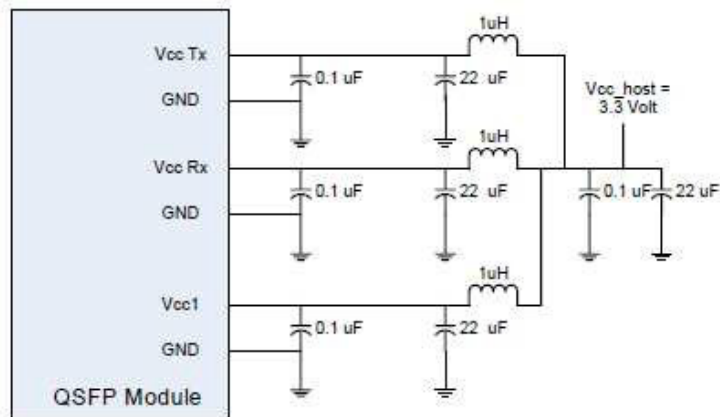 1uH
Vcc Tx
0.1 uF
22 uF
GND
Vcc_host =
3.3 Volt
1uH
Vcc Rx
0.1 uF
22 uF
0.1 uF
22 uF
GND
1uH
Vcc1
0.1 uF
22 uF
GND
QSFP Module